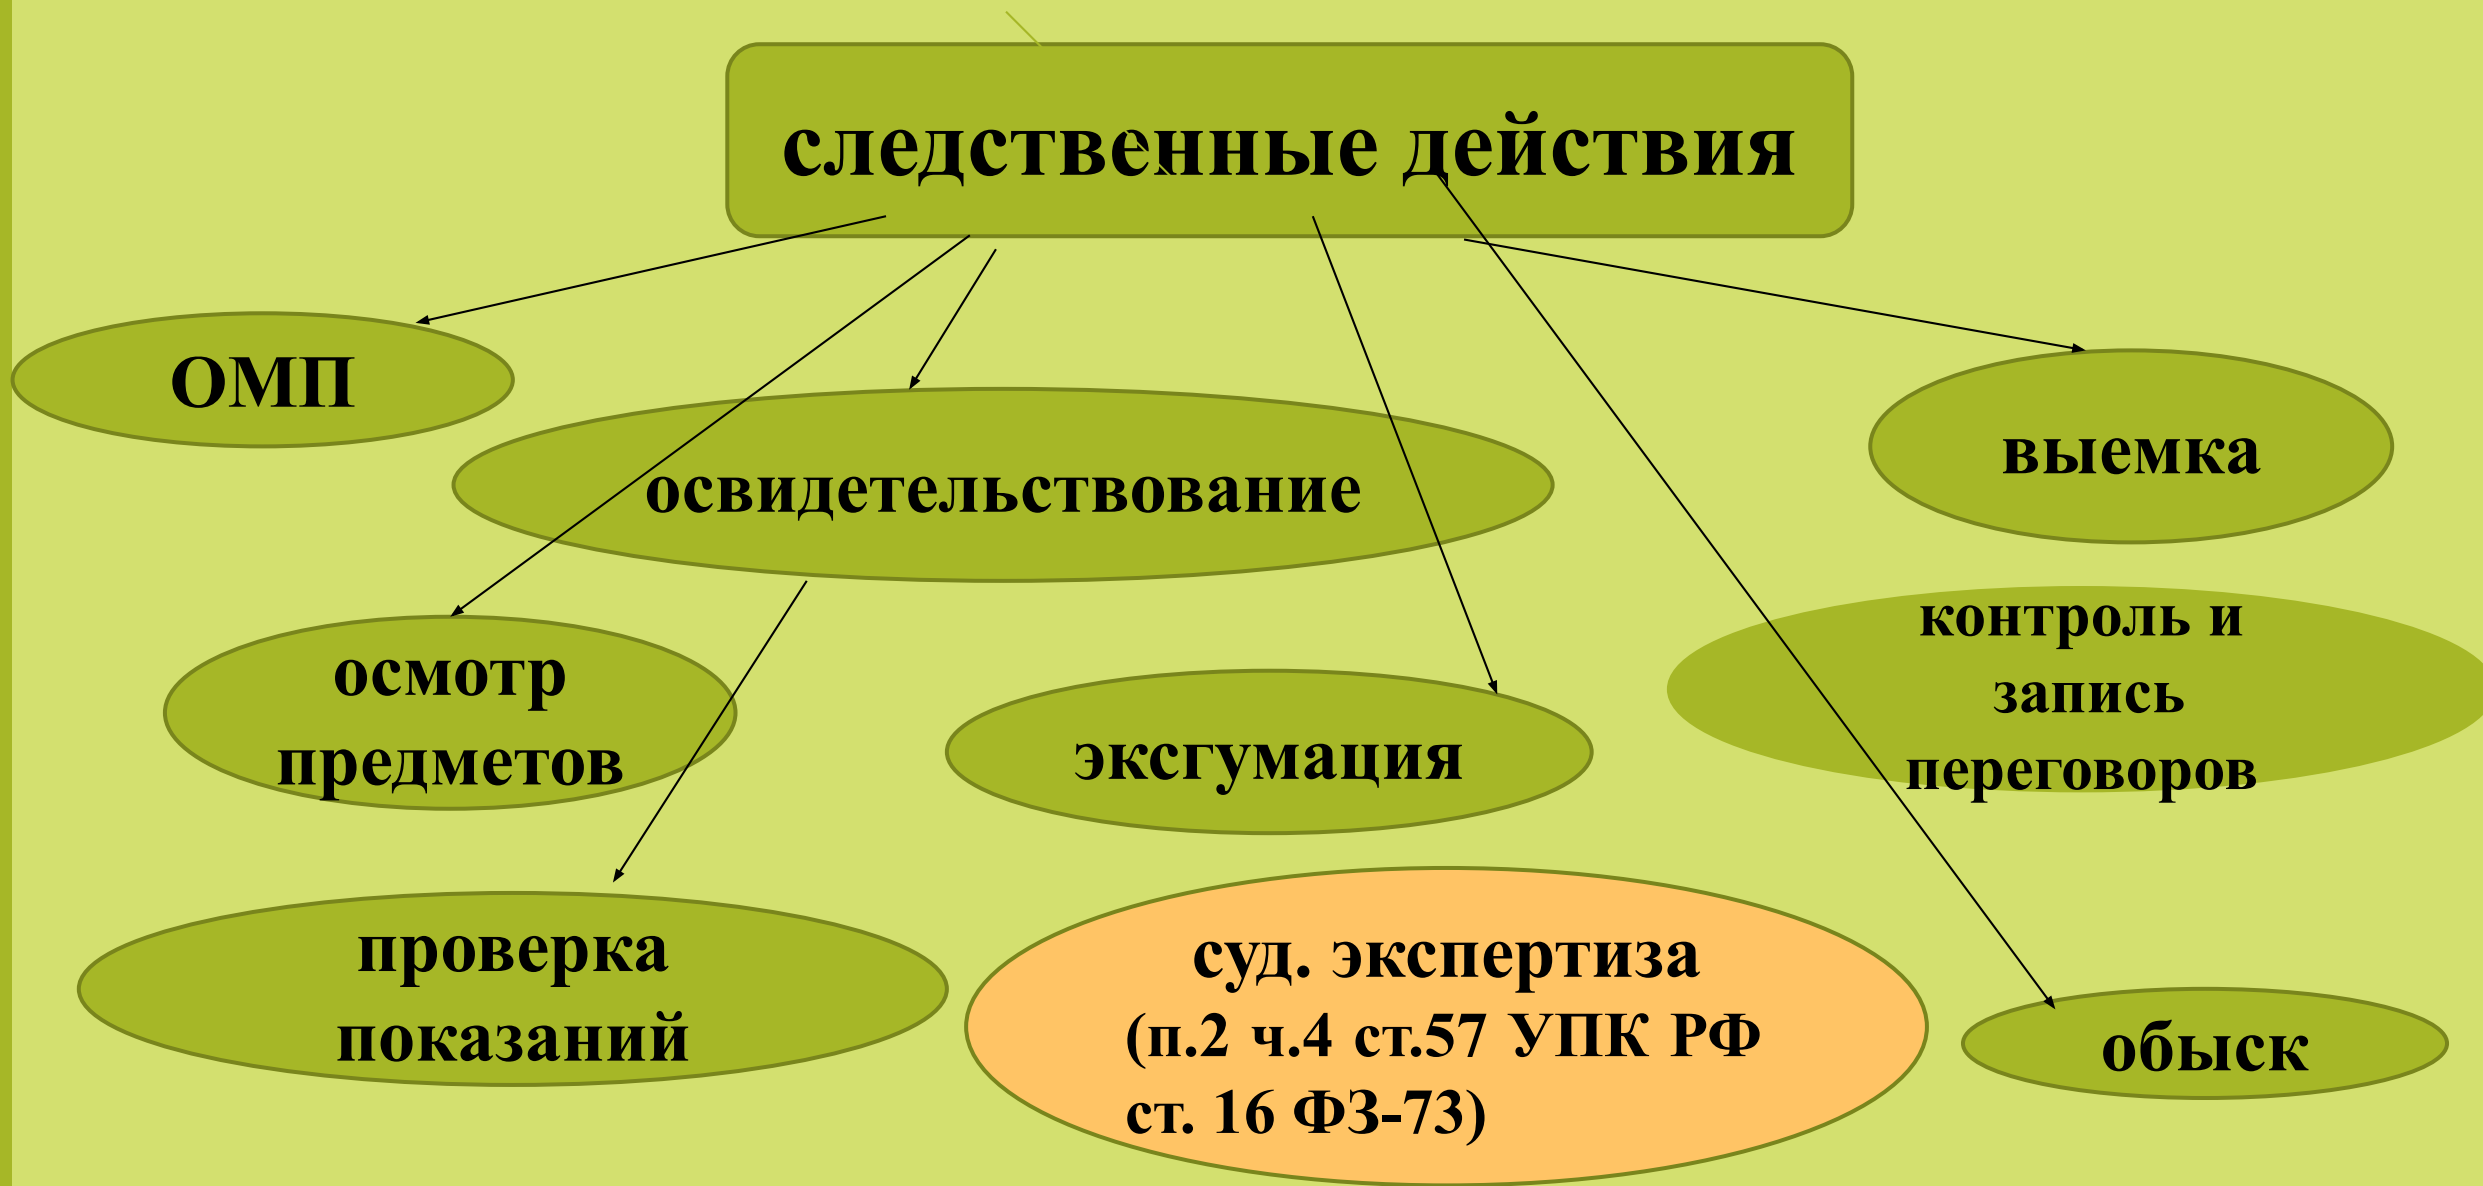 следственные действия
ОМП
освидетельствование
выемка
осмотр
предметов
эксгумация
контроль и
запись
переговоров
проверка
показаний
суд. экспертиза
(п.2 ч.4 ст.57 УПК РФ
ст. 16 ФЗ-73)
обыск